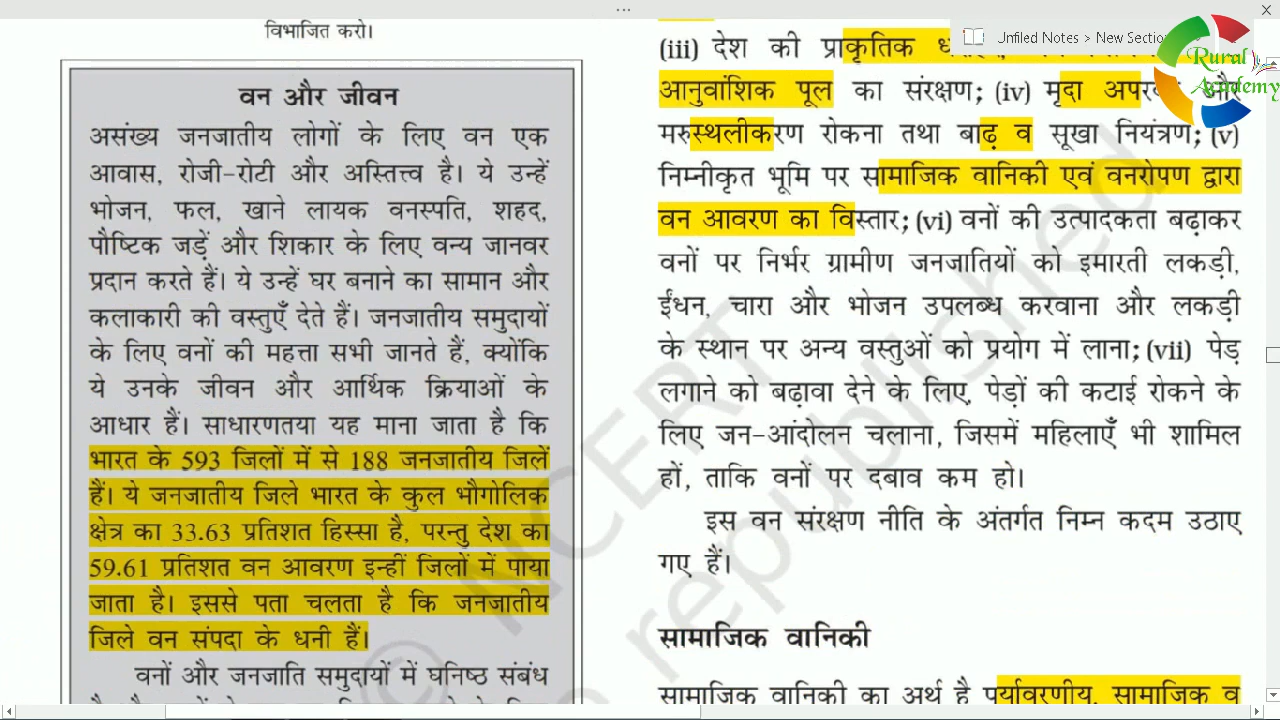 विभाजित करो।
वन और जीवन
असंख्य जनजातीय लोगों के लिए वन एक
आवास, रोजी-रोटी और अस्तित्त्व है। ये उन्हें
भोजन, फल, खाने लायक वनस्पति, शहद,
पौष्टिक जड़ें और शिकार के लिए वन्य जानवर
प्रदान करते हैं। ये उन्हें घर बनाने का सामान और
कलाकारी की वस्तुएँ देते हैं। जनजातीय समुदायों
के लिए वनों की महत्ता सभी जानते हैं, क्योंकि
ये उनके जीवन और आर्थिक क्रियाओं के
आधार हैं। साधारणतया यह माना जाता है कि
भारत के 593 जिलों में से 188 जनजातीय जिलें
हैं। ये जनजातीय जिले भारत के कुल भौगोलिक
क्षेत्र का 33.63 प्रतिशत हिस्सा है, परन्तु देश का
59.61 प्रतिशत वन आवरण इन्हीं जिलों में पाया
जाता है। इससे पता चलता है कि जनजातीय
जिले वन संपदा के धनी हैं।
वनों और जनजाति समुदायों में घनिष्ठ संबंध
(iii) देश की प्राकृतिक
आनुवांशिक पूल का संरक्षण; (iv) मृदा और
मरुस्थलीकरण रोकना तथा बाढ़ व सूखा नियंत्रण; (v)
निम्नीकृत भूमि पर सामाजिक वानिकी एवं वनरोपण द्वारा
वन आवरण का विस्तार; (vi) वनों की उत्पादकता बढ़ाकर
वनों पर निर्भर ग्रामीण जनजातियों को इमारती लकड़ी,
ईंधन, चारा और भोजन उपलब्ध करवाना और लकड़ी
के स्थान पर अन्य वस्तुओं को प्रयोग में लाना; (vii) पेड़
लगाने को बढ़ावा देने के लिए, पेड़ों की कटाई रोकने के
लिए जन-आंदोलन चलाना, जिसमें महिलाएँ भी शामिल
हों, ताकि वनों पर दबाव कम हो।
इस वन संरक्षण नीति के अंतर्गत निम्न कदम उठाए
गए हैं।
सामाजिक वानिकी
सामाजिक वानिकी का अर्थ है पर्यावरणीय, सामाजिक व
Unfiled Notes > New Section
Rural
Academy
© NCERT
republished